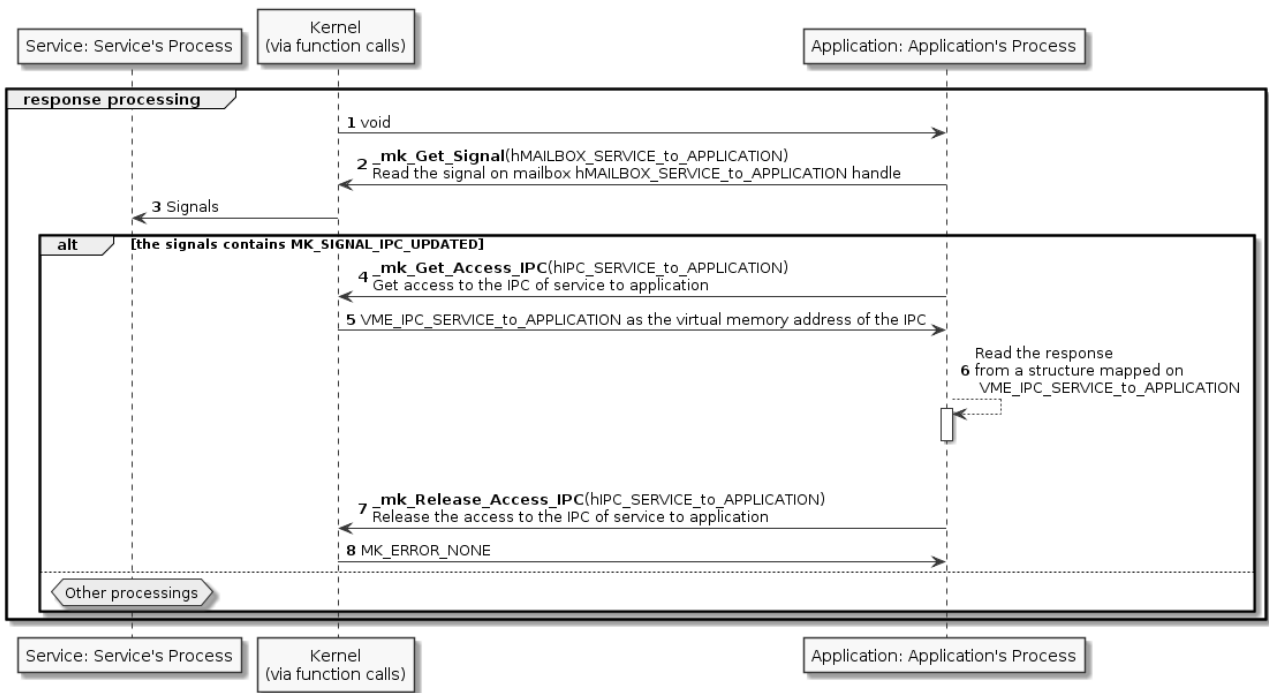 Service: Service's Process
Kernel
(via function calls)
Application: Application's Process
response processing
1 void
2 _mk_Get_Signal(hMAILBOX_SERVICE_to_APPLICATION)
Read the signal on mailbox hMAILBOX_SERVICE_to_APPLICATION handle
3 Signals
alt [the signals contains MK_SIGNAL_IPC_UPDATED]
4 _mk_Get_Access_IPC(hIPC_SERVICE_to_APPLICATION)
Get access to the IPC of service to application
5 VME_IPC_SERVICE_to_APPLICATION as the virtual memory address of the IPC
Read the response
6 from a structure mapped on
VME_IPC_SERVICE_to_APPLICATION
7 _mk_Release_Access_IPC(hIPC_SERVICE_to_APPLICATION)
Release the access to the IPC of service to application
8 MK_ERROR_NONE
Other processings
Service: Service's Process
Kernel
(via function calls)
Application: Application's Process